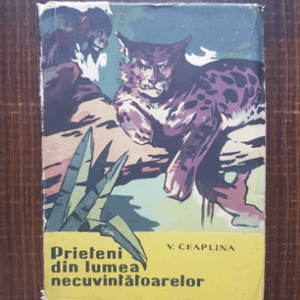 V. CEAPLINA
Prieteni
din lumea
necuvîntătoarelor